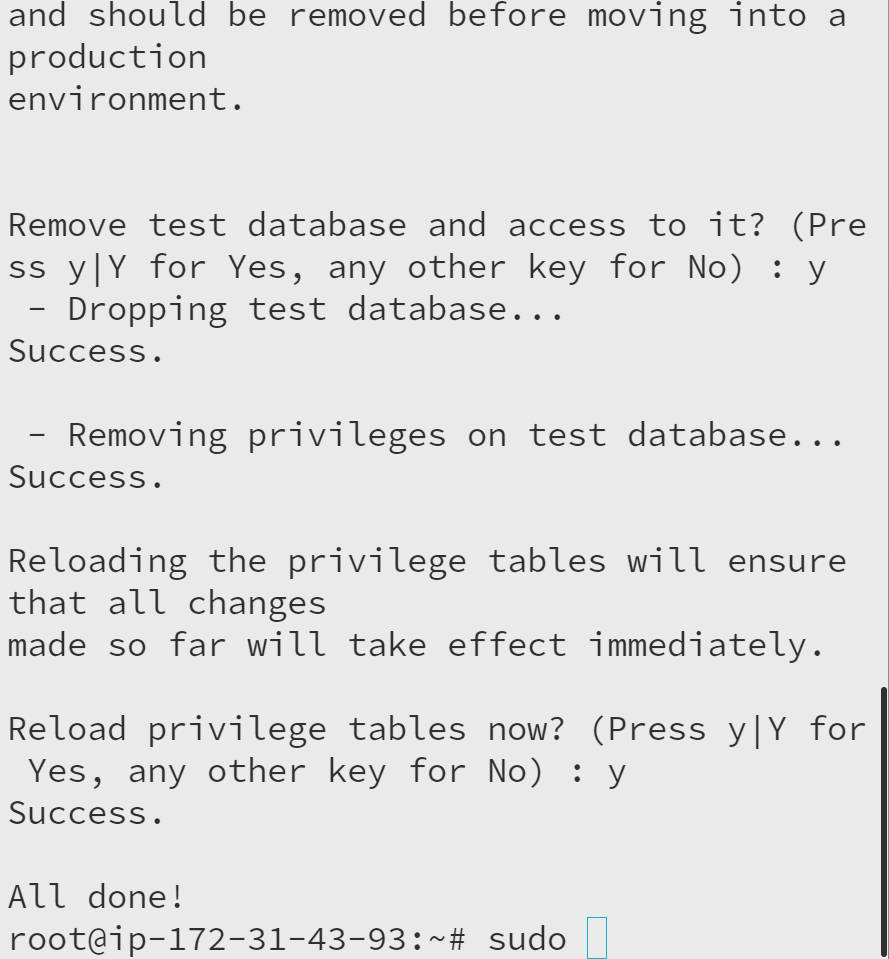 and should be removed before moving into a
production
environment.
Remove test database and access to it? (Pre
ss y|Y for Yes, any other key for No) : y
 - Dropping test database...
Success.
 - Removing privileges on test database...
Success.
Reloading the privilege tables will ensure
that all changes
made so far will take effect immediately.
Reload privilege tables now? (Press y|Y for
 Yes, any other key for No) : y
Success.
All done!
root@ip-172-31-43-93:~# sudo